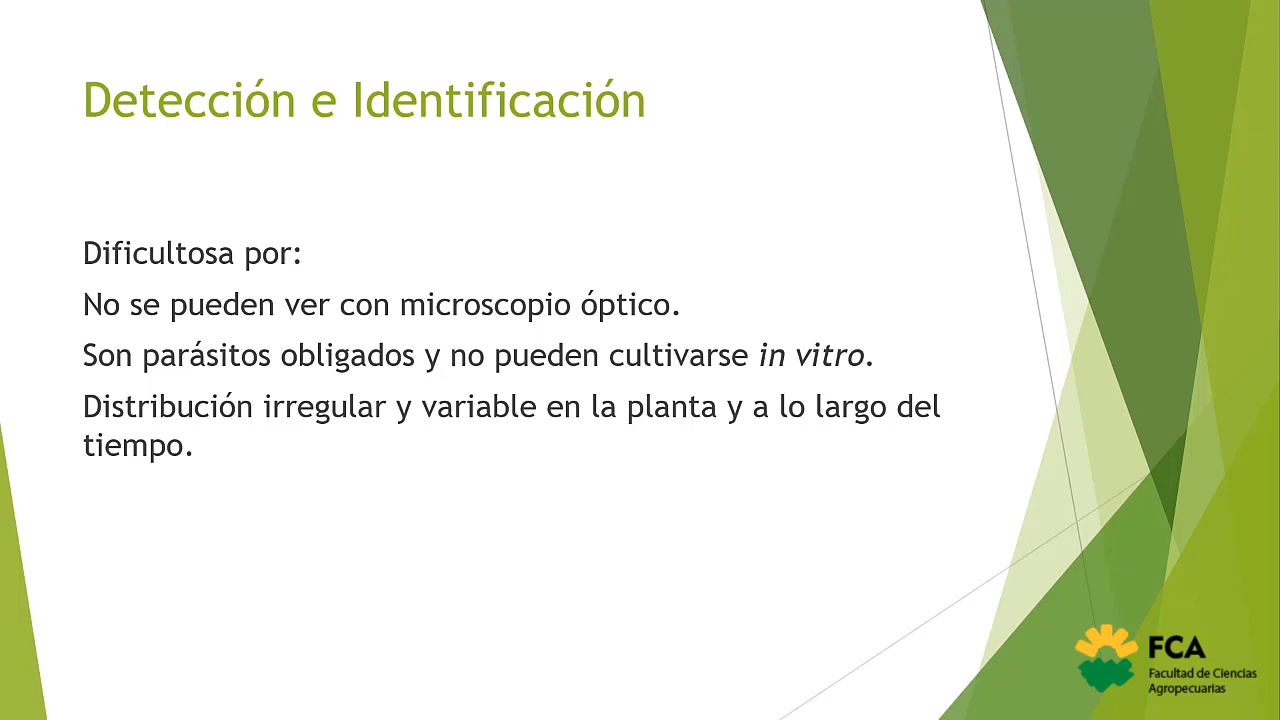 Detección e Identificación
Dificultosa por:
No se pueden ver con microscopio óptico.
Son parásitos obligados y no pueden cultivarse in vitro.
Distribución irregular y variable en la planta y a lo largo del
tiempo.
FCA
Facultad de Ciencias
Agropecuarias